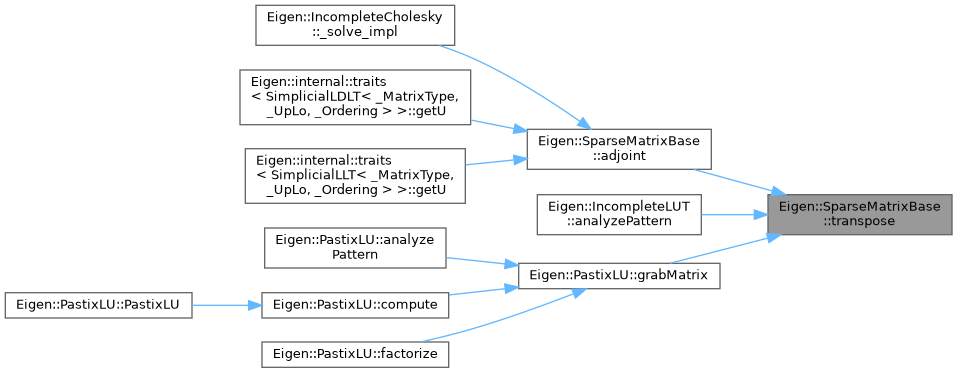 Eigen::IncompleteCholesky
::_solve_impl
Eigen::internal::traits
< SimplicialLDLT< _MatrixType,
_UpLo, _Ordering > >::getU
Eigen::SparseMatrixBase
::adjoint
Eigen::internal::traits
< SimplicialLLT< _MatrixType,
_UpLo, _Ordering > >::getU
Eigen::IncompleteLUT
::analyzePattern
Eigen::SparseMatrixBase
::transpose
Eigen::PastixLU::analyze
Pattern
Eigen::PastixLU::grabMatrix
Eigen::PastixLU::PastixLU
Eigen::PastixLU::compute
Eigen::PastixLU::factorize